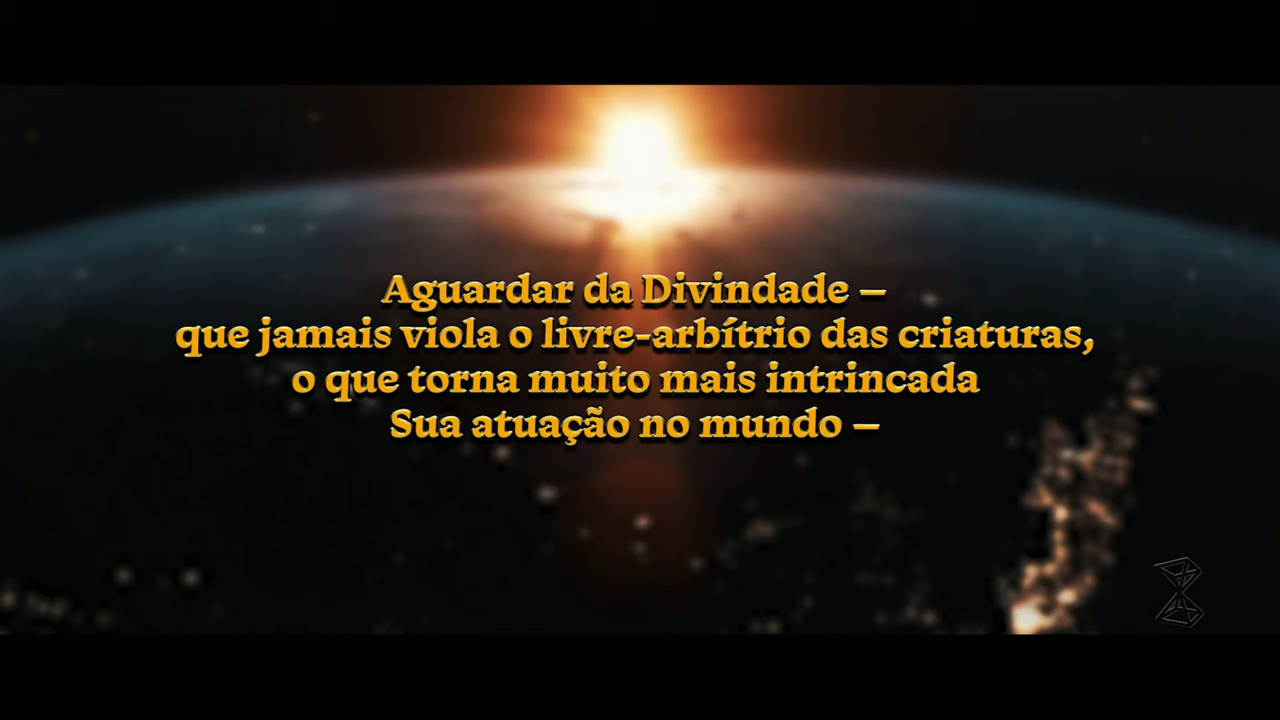 Aguardar da Divindade –
que jamais viola o livre-arbítrio das criaturas,
o que torna muito mais intrincada
Sua atuação no mundo –